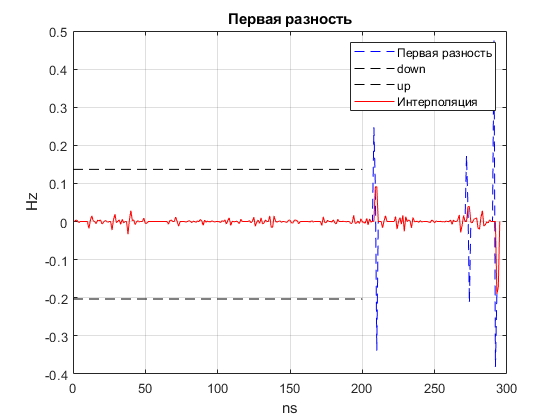 Первая разность
0.5
0.4
0.3
0.2
0.1
0
-0.1
-0.2
-0.3
-0.4
Hz
Первая разность
down
up
Интерполяция
0 50 100 150 200 250 300
ns